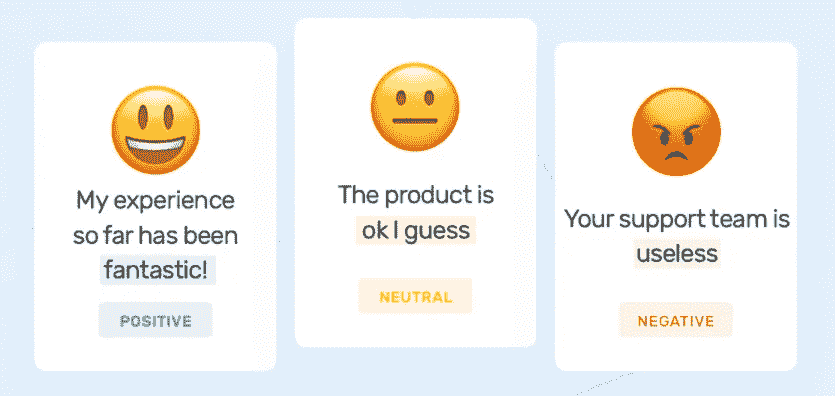 My experience
so far has been
fantastic!
POSITIVE
The product is
ok I guess
NEUTRAL
Your support team is
useless
NEGATIVE